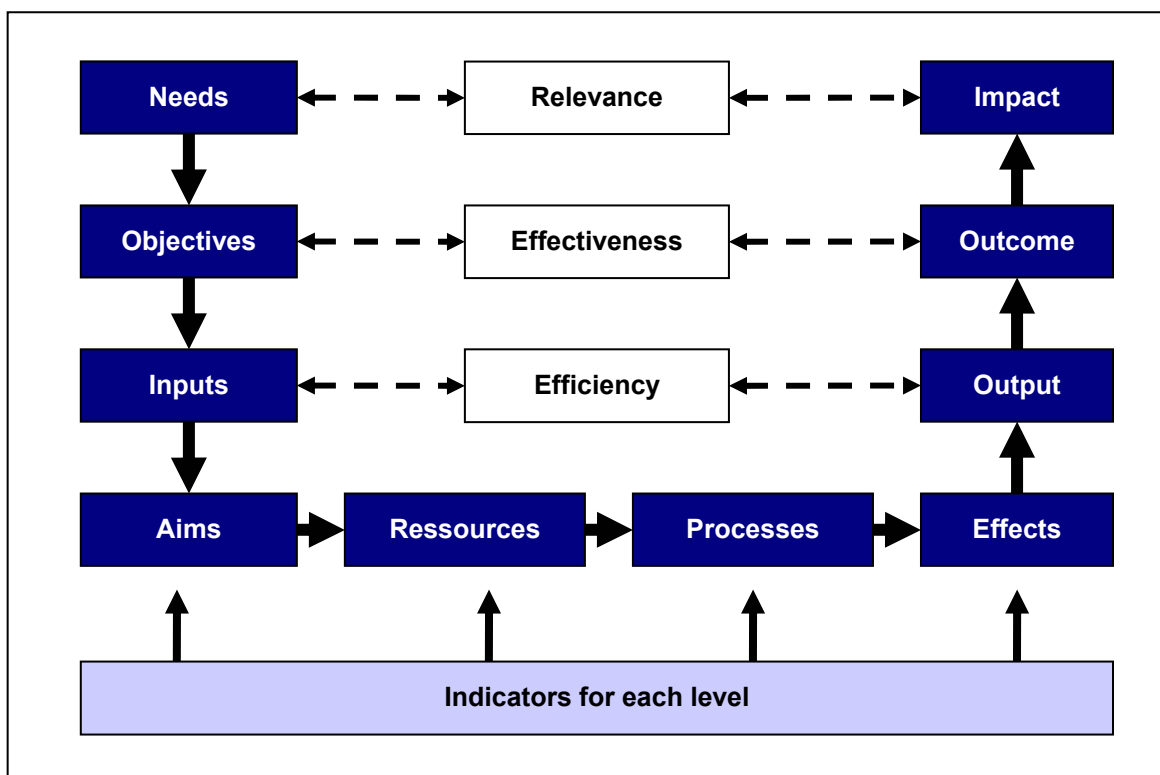 Needs
Relevance
Impact
Objectives
Effectiveness
Outcome
Inputs
Efficiency
Output
Aims
Ressources
Processes
Effects
Indicators for each level